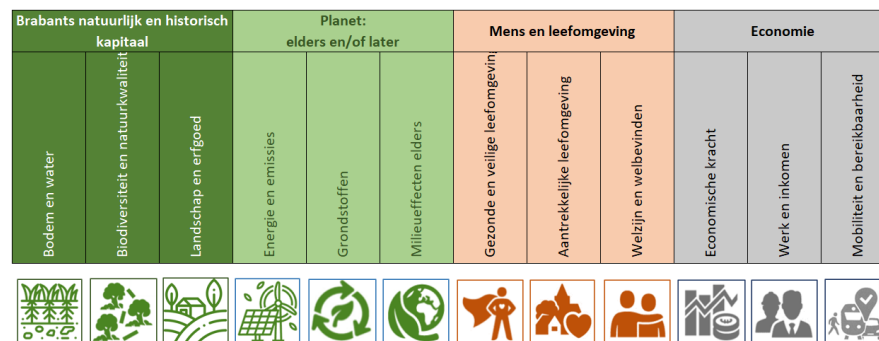 Brabants natuurlijk en historisch
kapitaal
Planet:
elders en/of later
Mens en leefomgeving
Economie
Bodem en water
Biodiversiteit en natuurkwaliteit
Landschap en erfgoed
Energie en emissies
Grondstoffen
Milieueffecten elders
Gezonde en veilige leefomgeving
Aantrekkelijke leefomgeving
Welzijn en welbevinden
Economische kracht
Werk en inkomen
Mobiliteit en bereikbaarheid